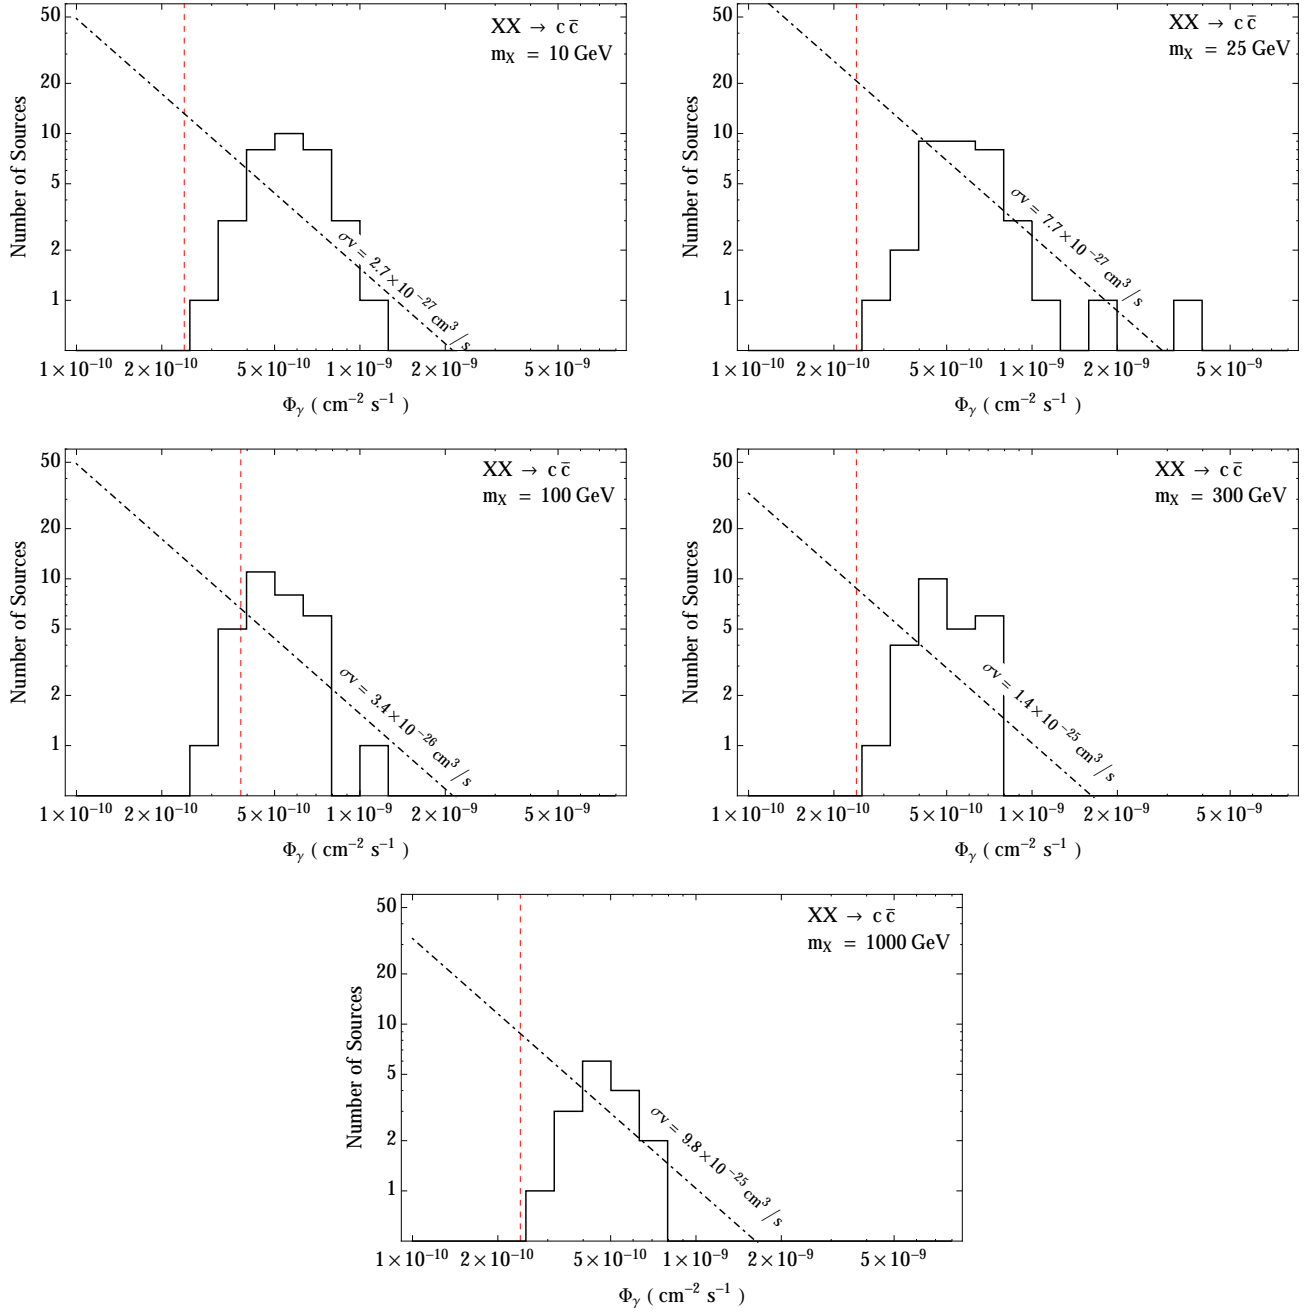 XX → c c̄
m_X = 10 GeV
Number of Sources
50
20
10
5
2
1
σv = 2.7×10⁻²⁷ cm³/s
1×10⁻¹⁰ 2×10⁻¹⁰ 5×10⁻¹⁰ 1×10⁻⁹ 2×10⁻⁹ 5×10⁻⁹
Φ_γ ( cm⁻² s⁻¹ )
XX → c c̄
m_X = 25 GeV
Number of Sources
50
20
10
5
2
1
σv = 7.7×10⁻²⁷ cm³/s
1×10⁻¹⁰ 2×10⁻¹⁰ 5×10⁻¹⁰ 1×10⁻⁹ 2×10⁻⁹ 5×10⁻⁹
Φ_γ ( cm⁻² s⁻¹ )
XX → c c̄
m_X = 100 GeV
Number of Sources
50
20
10
5
2
1
σv = 3.4×10⁻²⁶ cm³/s
1×10⁻¹⁰ 2×10⁻¹⁰ 5×10⁻¹⁰ 1×10⁻⁹ 2×10⁻⁹ 5×10⁻⁹
Φ_γ ( cm⁻² s⁻¹ )
XX → c c̄
m_X = 300 GeV
Number of Sources
50
20
10
5
2
1
σv = 1.4×10⁻²⁵ cm³/s
1×10⁻¹⁰ 2×10⁻¹⁰ 5×10⁻¹⁰ 1×10⁻⁹ 2×10⁻⁹ 5×10⁻⁹
Φ_γ ( cm⁻² s⁻¹ )
XX → c c̄
m_X = 1000 GeV
Number of Sources
50
20
10
5
2
1
σv = 9.8×10⁻²⁵ cm³/s
1×10⁻¹⁰ 2×10⁻¹⁰ 5×10⁻¹⁰ 1×10⁻⁹ 2×10⁻⁹ 5×10⁻⁹
Φ_γ ( cm⁻² s⁻¹ )